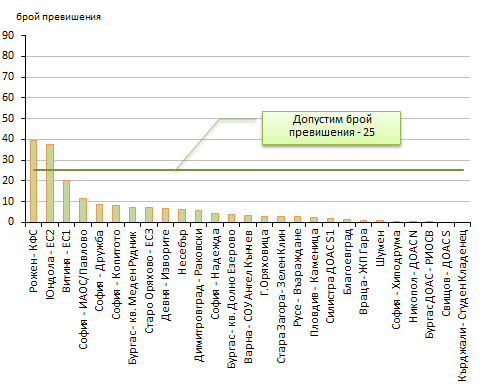 брой превишения
90
80
70
60
50
40
30
20
10
0
Допустим брой
превишения - 25
Рожен - КФС
Юндола - ЕС2
Витиня - ЕС1
София - ИАОС/Павлово
София - Дружба
София - Копитото
Бургас - кв. Меден Рудник
Старо Оряхово - ЕС3
Девня - Изворите
Несебър
Димитровград - Раковски
София - Надежда
Бургас - кв. Долно Езерово
Варна - СОУ Ангел Кънчев
Г.Оряховица
Стара Загора - Зелен Клин
Русе - Възраждане
Пловдив - Каменица
Силистра ДОАС S1
Благоевград
Враца - ЖП Гара
Шумен
София - Хиподрума
Никопол - ДОАС N
Бургас ДОАС - РИОСВ
Свищов - ДОАС S
Кърджали - Студен Кладенец